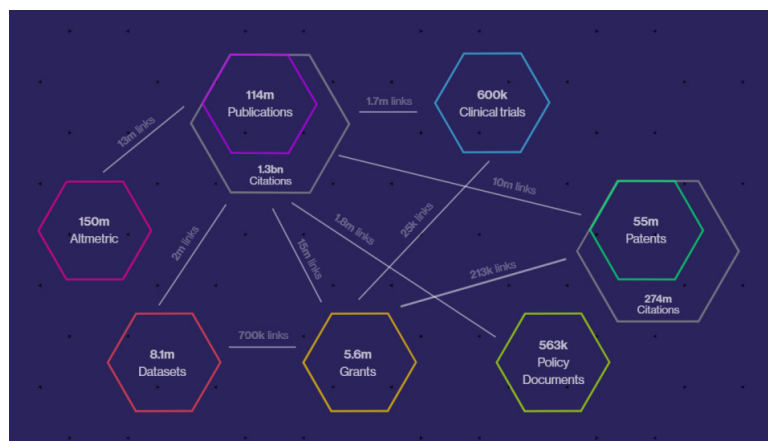 114m
Publications
1.3bn
Citations
1.7m links
600k
Clinical trials
13m links
10m links
150m
Altmetric
2m links
15m links
1.8m links
25k links
55m
Patents
213k links
274m
Citations
700k links
8.1m
Datasets
5.6m
Grants
563k
Policy
Documents